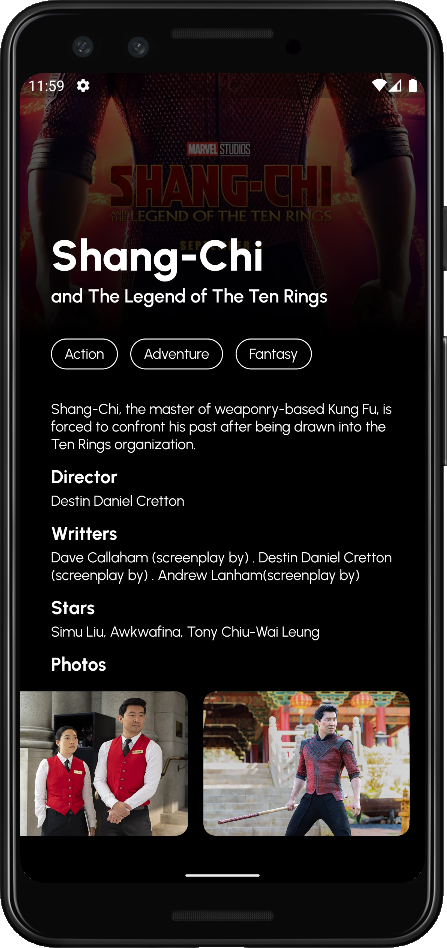 11:59
MARVEL STUDIOS
SHANG-CHI
AND THE LEGEND OF THE TEN RINGS
Shang-Chi
and The Legend of The Ten Rings
Action Adventure Fantasy
Shang-Chi, the master of weaponry-based Kung Fu, is
forced to confront his past after being drawn into the
Ten Rings organization.
Director
Destin Daniel Cretton
Writters
Dave Callaham (screenplay by) . Destin Daniel Cretton
(screenplay by) . Andrew Lanham(screenplay by)
Stars
Simu Liu, Awkwafina, Tony Chiu-Wai Leung
Photos